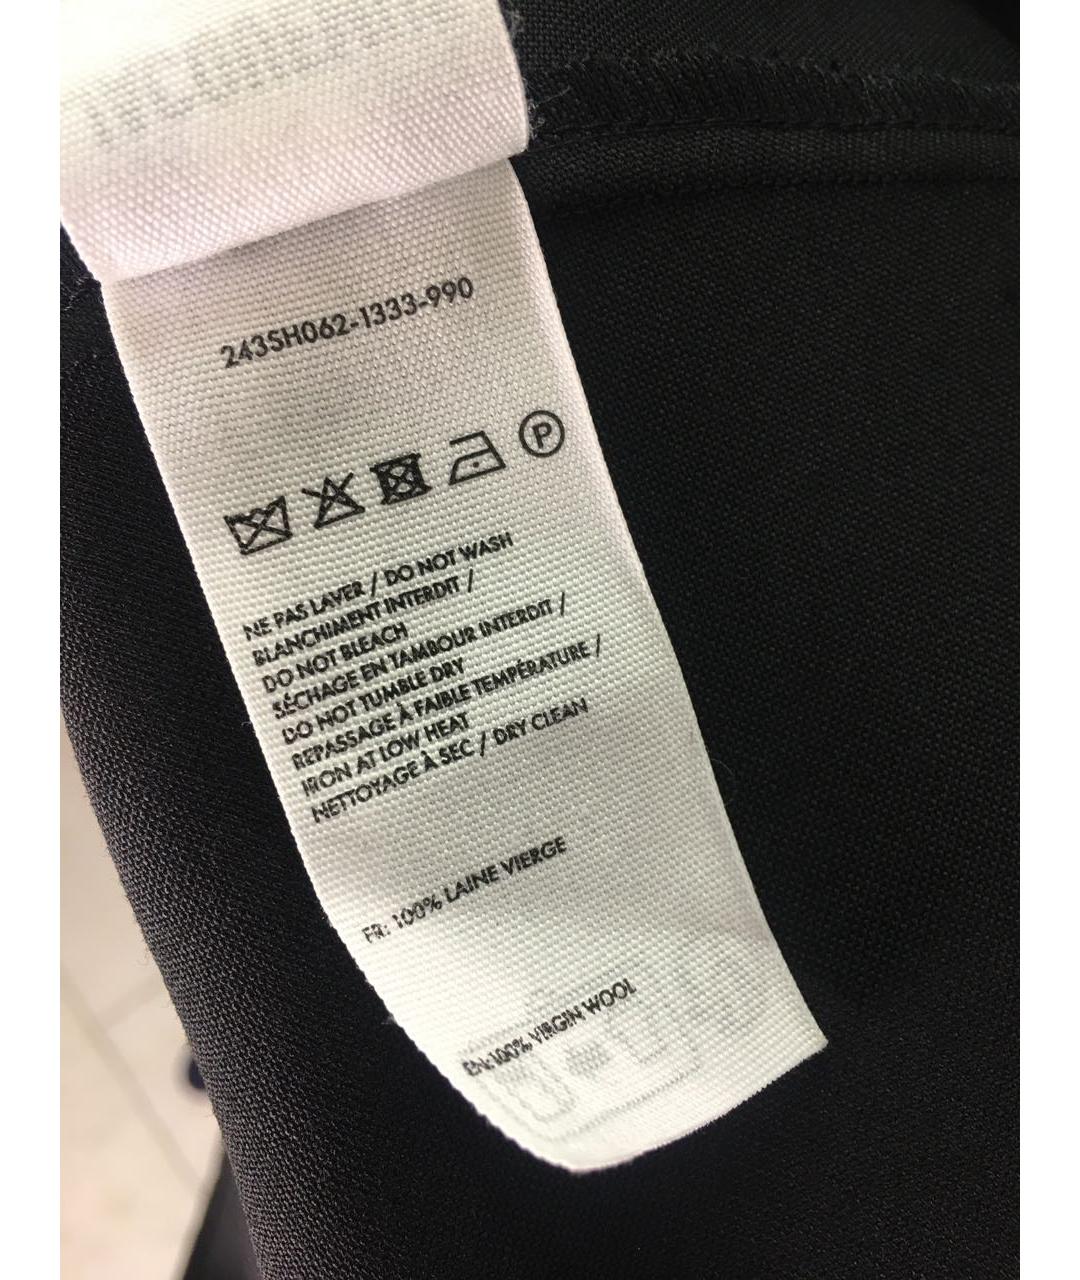 243SH062-1333-990
P
NE PAS LAVER / DO NOT WASH
BLANCHIMENT INTERDIT /
DO NOT BLEACH
SÉCHAGE EN TAMBOUR INTERDIT /
DO NOT TUMBLE DRY
REPASSAGE À FAIBLE TEMPÉRATURE /
IRON AT LOW HEAT
NETTOYAGE À SEC / DRY CLEAN
FR: 100% LAINE VIERGE
EN: 100% VIRGIN WOOL